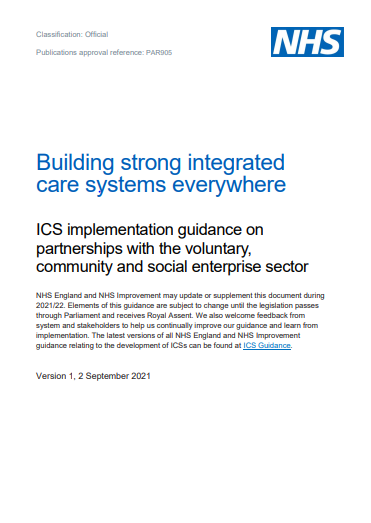 Classification: Official
Publications approval reference: PAR905
NHS
Building strong integrated
care systems everywhere
ICS implementation guidance on
partnerships with the voluntary,
community and social enterprise sector
NHS England and NHS Improvement may update or supplement this document during
2021/22. Elements of this guidance are subject to change until the legislation passes
through Parliament and receives Royal Assent. We also welcome feedback from
system and stakeholders to help us continually improve our guidance and learn from
implementation. The latest versions of all NHS England and NHS Improvement
guidance relating to the development of ICSs can be found at ICS Guidance.
Version 1, 2 September 2021